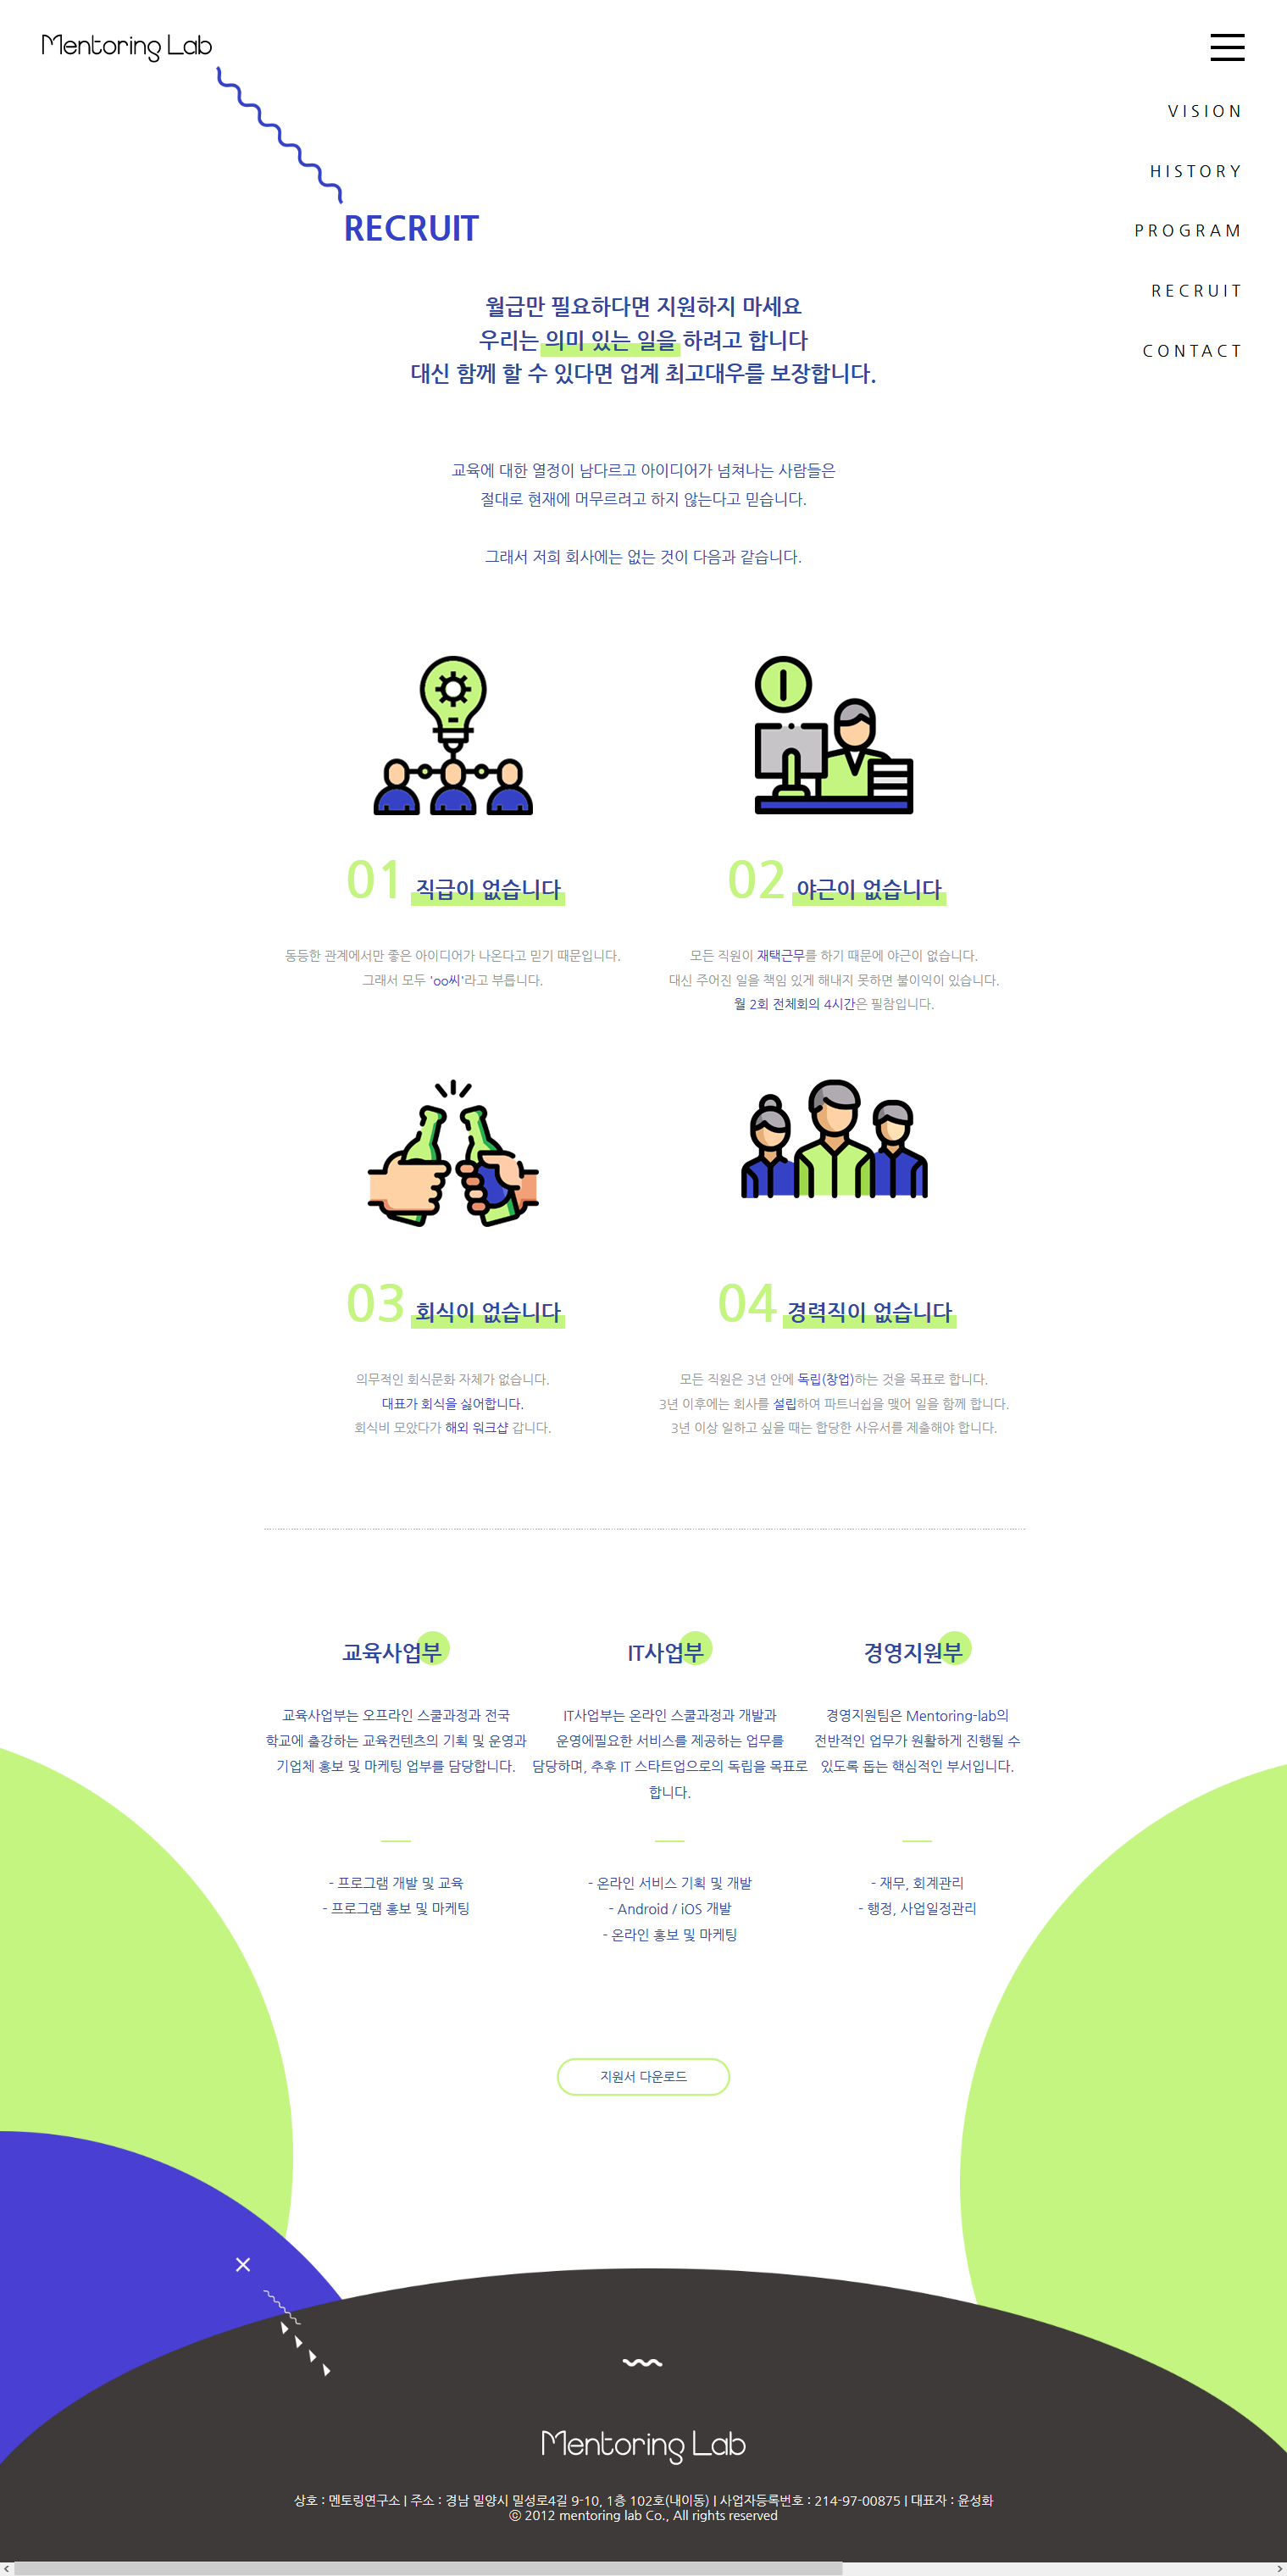 Mentoring Lab
VISION
HISTORY
PROGRAM
RECRUIT
CONTACT
RECRUIT
월급만 필요하다면 지원하지 마세요
우리는 의미 있는 일을 하려고 합니다
대신 함께 할 수 있다면 업계 최고대우를 보장합니다.
교육에 대한 열정이 남다르고 아이디어가 넘쳐나는 사람들은
절대로 현재에 머무르려고 하지 않는다고 믿습니다.
그래서 저희 회사에는 없는 것이 다음과 같습니다.
01 직급이 없습니다
동등한 관계에서만 좋은 아이디어가 나온다고 믿기 때문입니다.
그래서 모두 'oo씨'라고 부릅니다.
02 야근이 없습니다
모든 직원이 재택근무를 하기 때문에 야근이 없습니다.
대신 주어진 일을 책임 있게 해내지 못하면 불이익이 있습니다.
월 2회 전체회의 4시간은 필참입니다.
03 회식이 없습니다
의무적인 회식문화 자체가 없습니다.
대표가 회식을 싫어합니다.
회식비 모았다가 해외 워크샵 갑니다.
04 경력직이 없습니다
모든 직원은 3년 안에 독립(창업)하는 것을 목표로 합니다.
3년 이후에는 회사를 설립하여 파트너쉽을 맺어 일을 함께 합니다.
3년 이상 일하고 싶을 때는 합당한 사유서를 제출해야 합니다.
교육사업부
교육사업부는 오프라인 스쿨과정과 전국
학교에 출강하는 교육컨텐츠의 기획 및 운영과
기업체 홍보 및 마케팅 업부를 담당합니다.
- 프로그램 개발 및 교육
- 프로그램 홍보 및 마케팅
IT사업부
IT사업부는 온라인 스쿨과정과 개발과
운영에필요한 서비스를 제공하는 업무를
담당하며, 추후 IT 스타트업으로의 독립을 목표로
합니다.
- 온라인 서비스 기획 및 개발
- Android / iOS 개발
- 온라인 홍보 및 마케팅
경영지원부
경영지원팀은 Mentoring-lab의
전반적인 업무가 원활하게 진행될 수
있도록 돕는 핵심적인 부서입니다.
- 재무, 회계관리
- 행정, 사업일정관리
지원서 다운로드
Mentoring Lab
상호 : 멘토링연구소 | 주소 : 경남 밀양시 밀성로4길 9-10, 1층 102호(내이동) | 사업자등록번호 : 214-97-00875 | 대표자 : 윤성화
ⓒ 2012 mentoring lab Co., All rights reserved